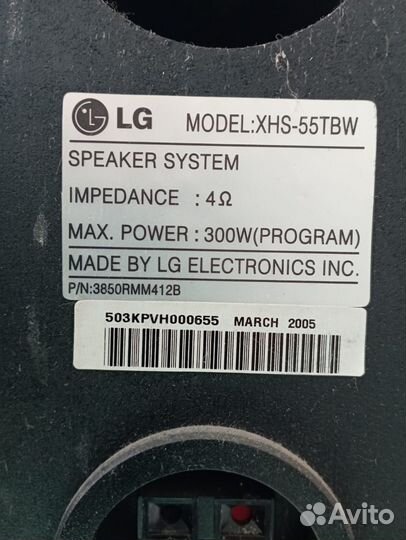 LG MODEL:XHS-55TBW
SPEAKER SYSTEM
IMPEDANCE : 4Ω
MAX. POWER : 300W(PROGRAM)
MADE BY LG ELECTRONICS INC.
P/N:3850RMM412B
503KPVH000655 MARCH 2005
Avito